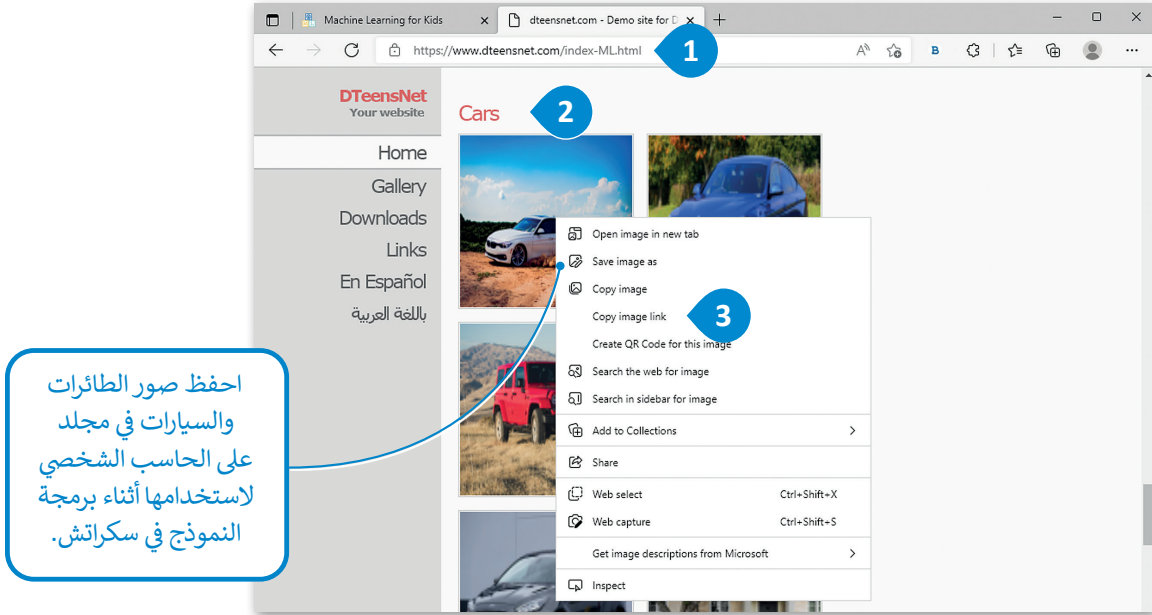 Machine Learning for Kids
dteensnet.com - Demo site for D
https://www.dteensnet.com/index-ML.html
1
B
DTeensNet
Your website
Home
Gallery
Downloads
Links
En Español
باللغة العربية
Cars
2
Open image in new tab
Save image as
Copy image
Copy image link
3
Create QR Code for this image
Search the web for image
Search in sidebar for image
Add to Collections
Share
Web select Ctrl+Shift+X
Web capture Ctrl+Shift+S
Get image descriptions from Microsoft
Inspect
احفظ صور الطائرات
والسيارات في مجلد
على الحاسب الشخصي
لاستخدامها أثناء برمجة
النموذج في سكراتش.